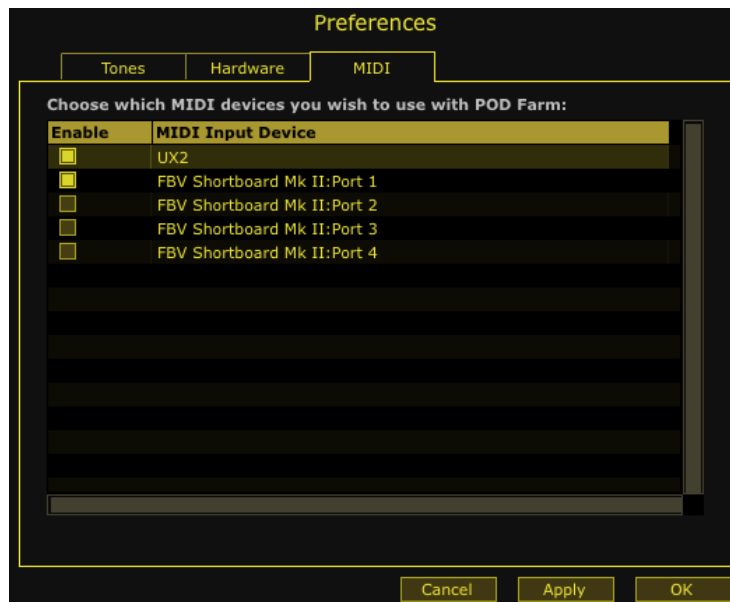 Preferences
Tones Hardware MIDI
Choose which MIDI devices you wish to use with POD Farm:
Enable MIDI Input Device
UX2
FBV Shortboard Mk II:Port 1
FBV Shortboard Mk II:Port 2
FBV Shortboard Mk II:Port 3
FBV Shortboard Mk II:Port 4
Cancel Apply OK